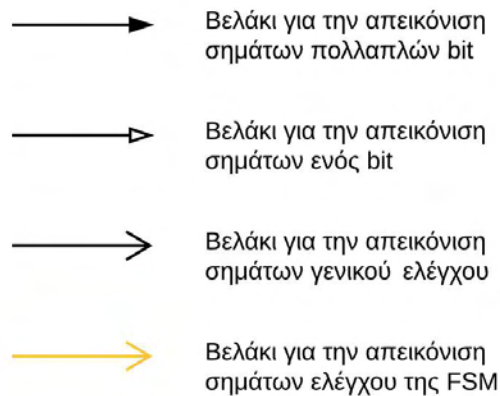 Βελάκι για την απεικόνιση
σημάτων πολλαπλών bit
Βελάκι για την απεικόνιση
σημάτων ενός bit
Βελάκι για την απεικόνιση
σημάτων γενικού ελέγχου
Βελάκι για την απεικόνιση
σημάτων ελέγχου της FSM